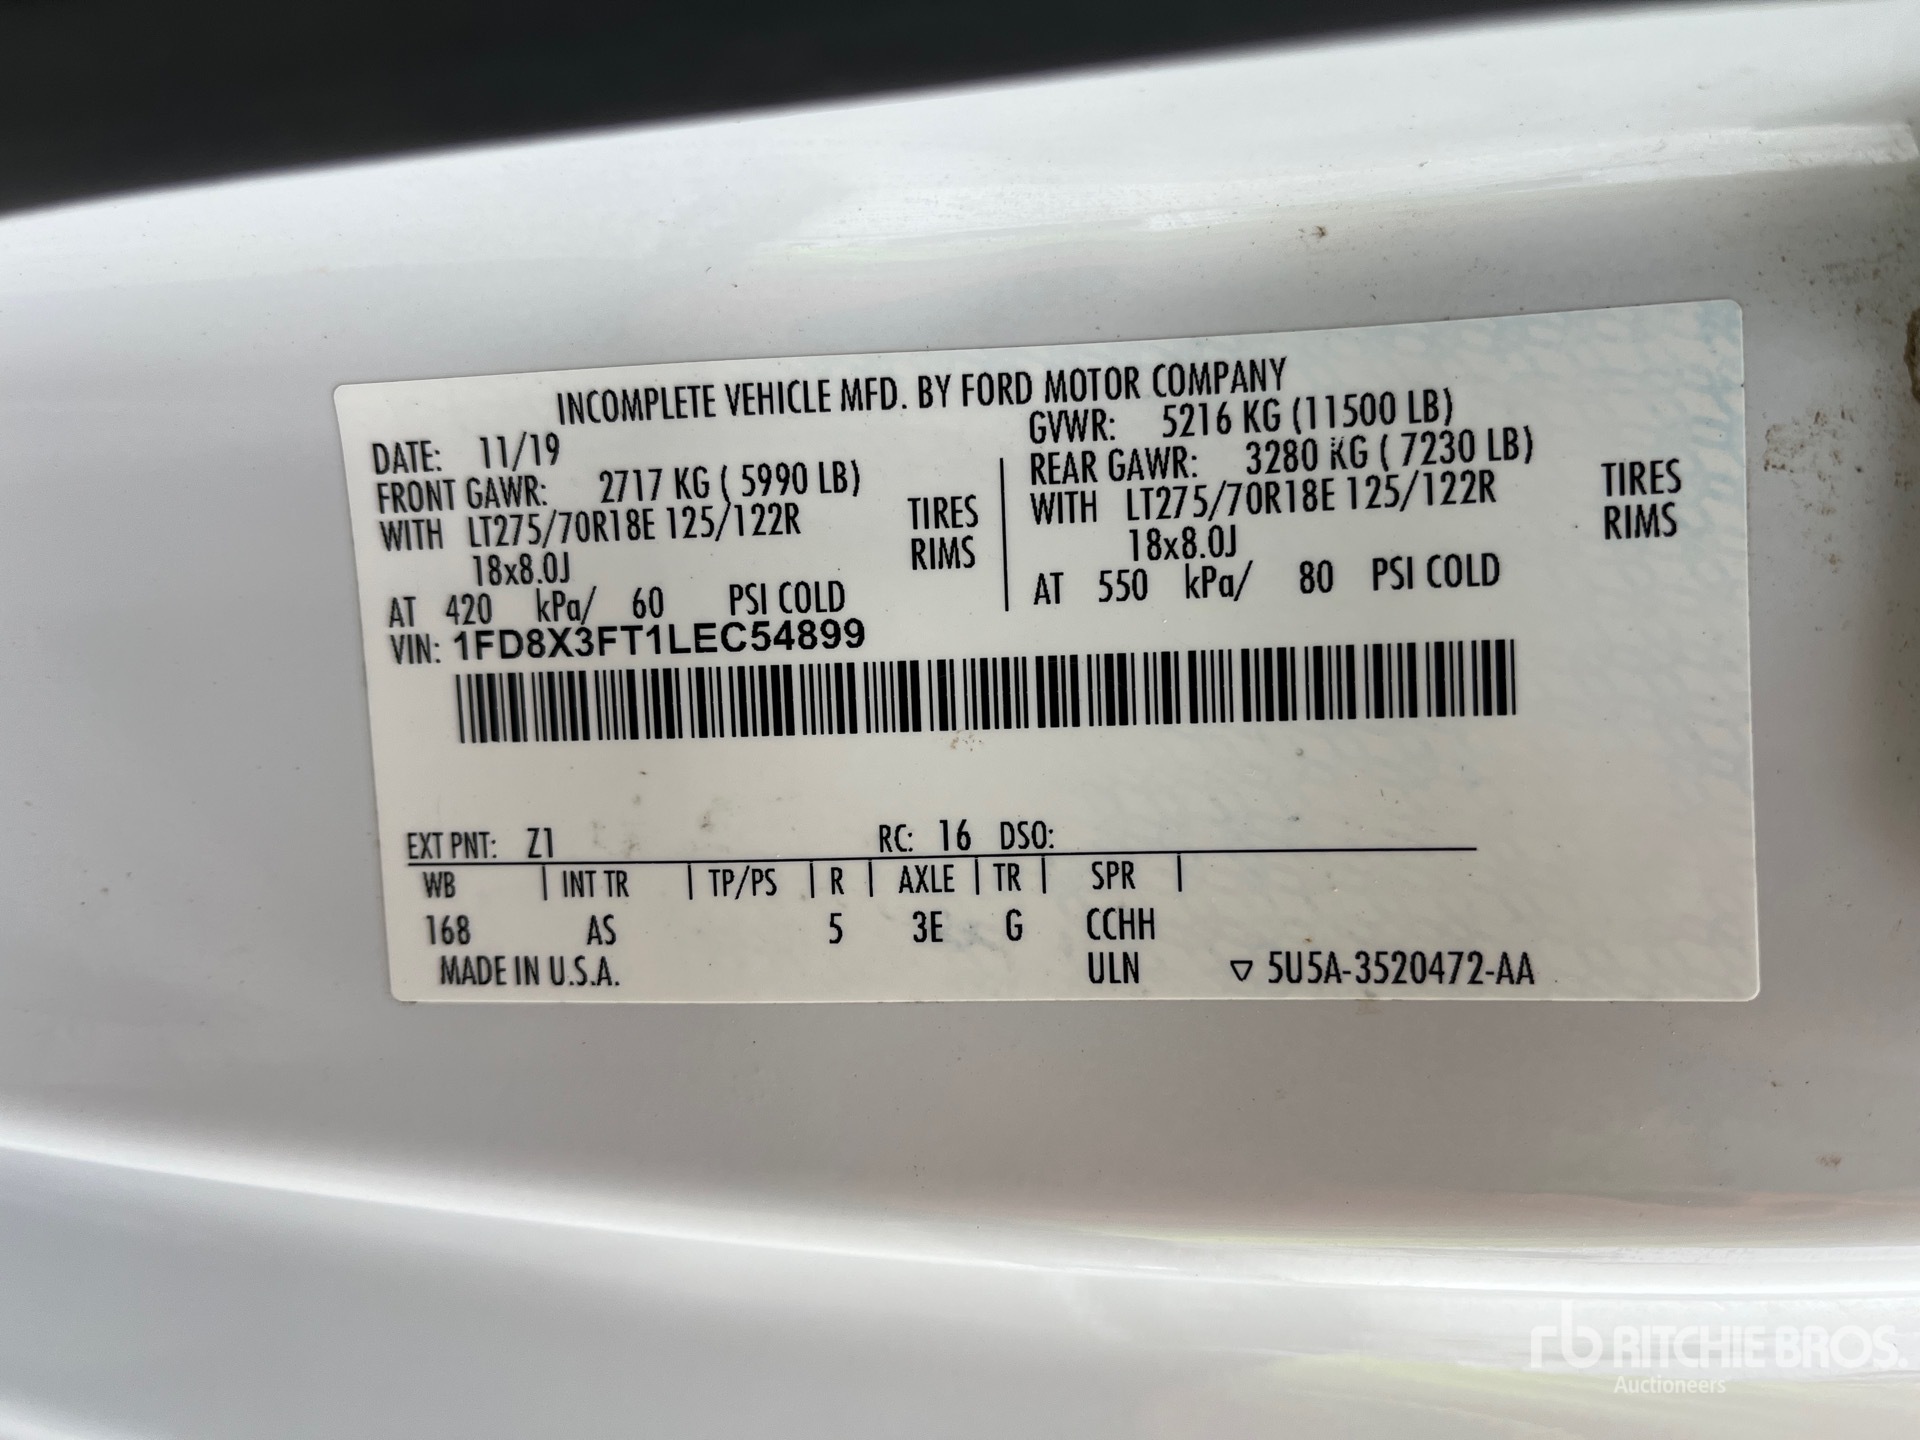 INCOMPLETE VEHICLE MFD. BY FORD MOTOR COMPANY
DATE: 11/19 GVWR: 5216 KG (11500 LB)
FRONT GAWR: 2717 KG ( 5990 LB) REAR GAWR: 3280 KG ( 7230 LB)
WITH LT275/70R18E 125/122R TIRES WITH LT275/70R18E 125/122R TIRES
18x8.0J RIMS 18x8.0J RIMS
AT 420 kPa/ 60 PSI COLD AT 550 kPa/ 80 PSI COLD
VIN: 1FD8X3FT1LEC54899
EXT PNT: Z1 RC: 16 DSO:
WB | INT TR | TP/PS | R | AXLE | TR | SPR |
168 AS 5 3E G CCHH
MADE IN U.S.A. ULN ▽ 5U5A-3520472-AA
rb RITCHIE BROS.
Auctioneers